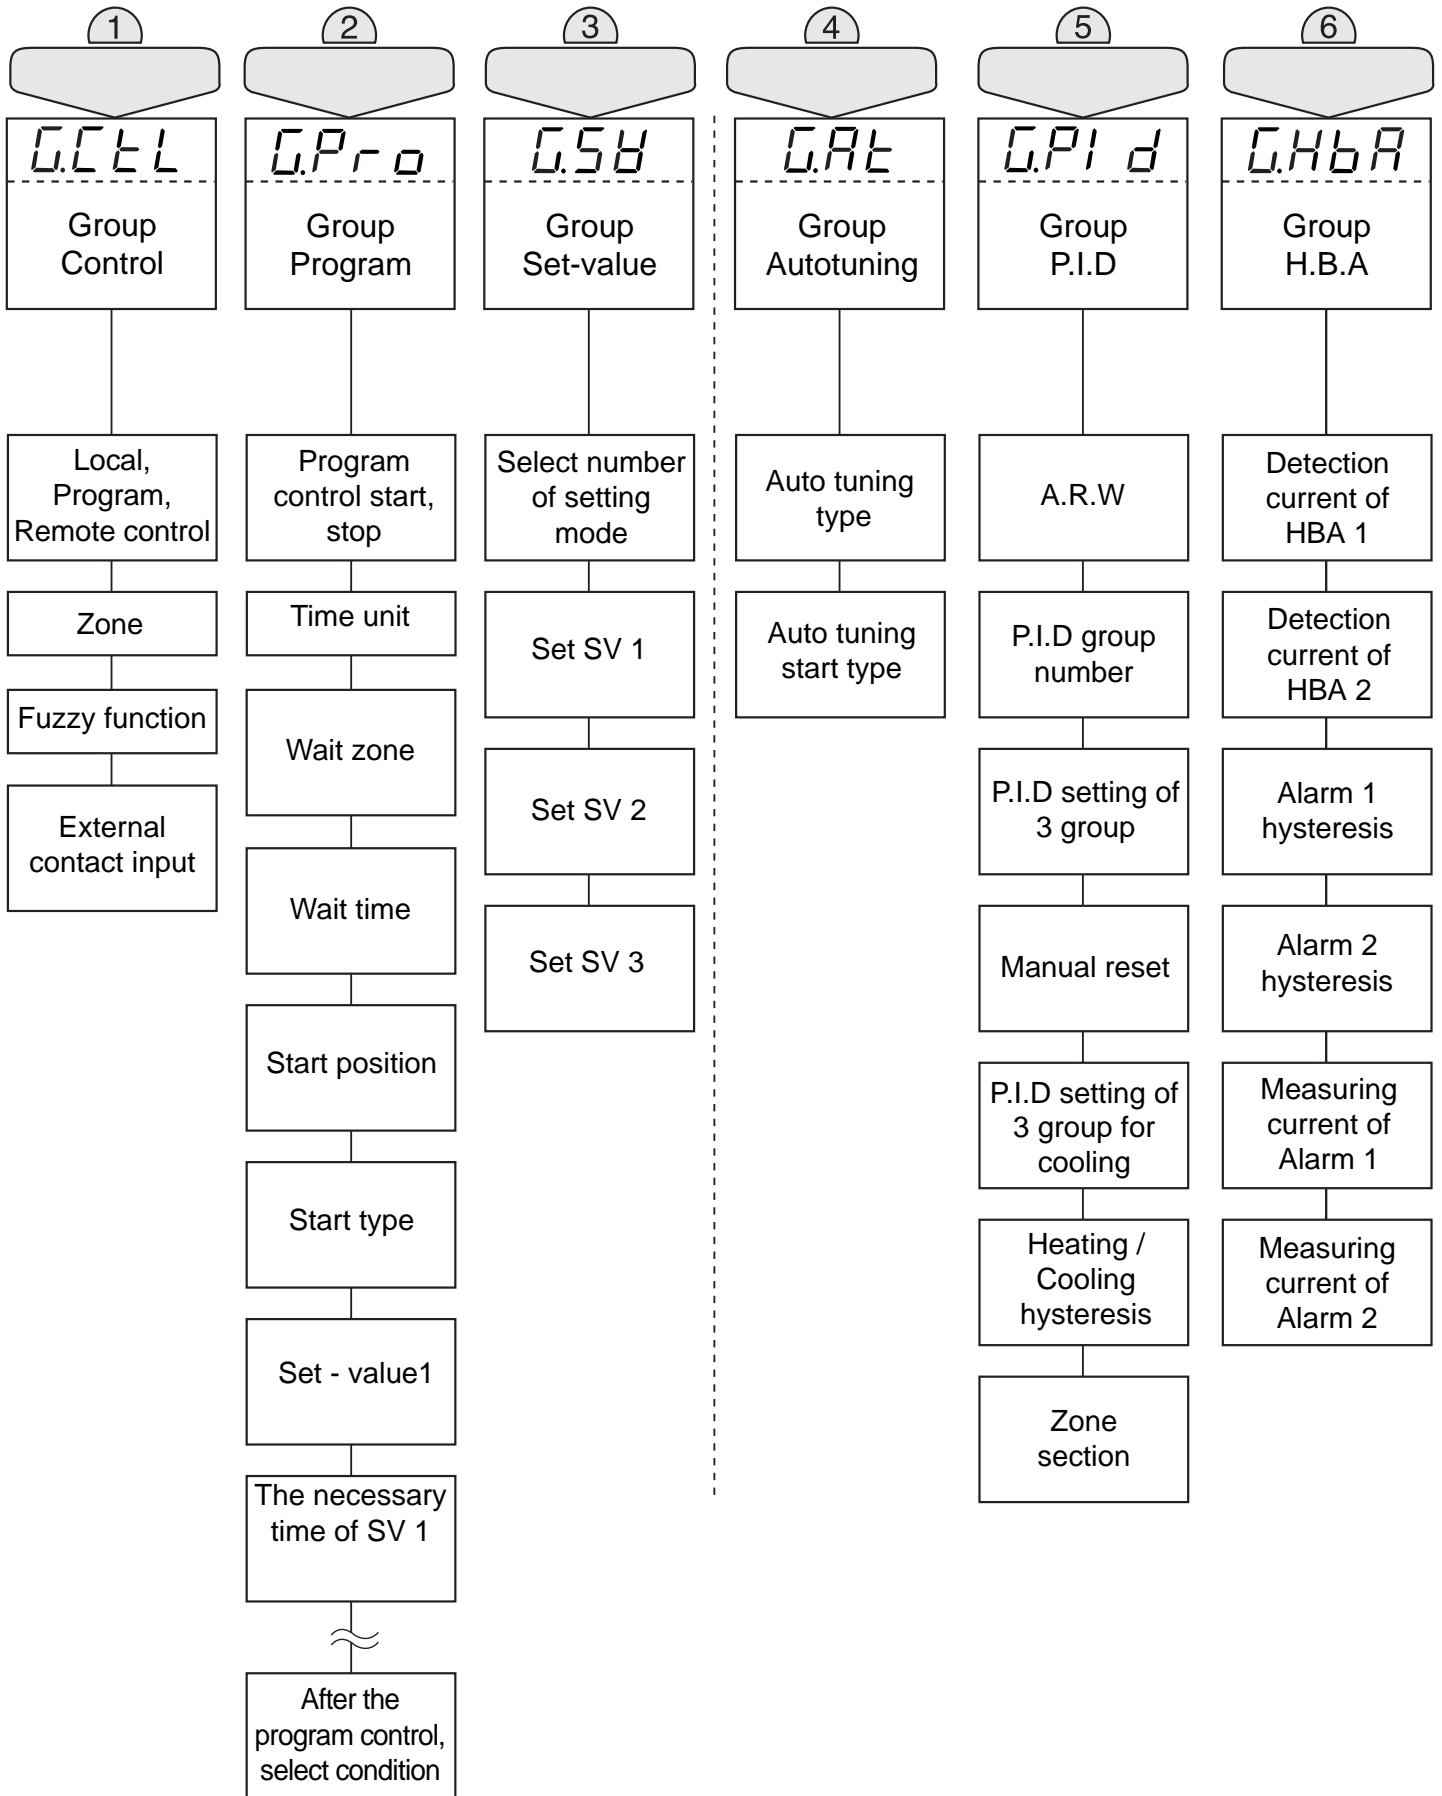 1
2
3
4
5
6
G.CtL
G.Pro
G.SV
G.At
G.PId
G.HbA
Group
Control
Group
Program
Group
Set-value
Group
Autotuning
Group
P.I.D
Group
H.B.A
Local,
Program,
Remote control
Zone
Fuzzy function
External
contact input
Program
control start,
stop
Time unit
Wait zone
Wait time
Start position
Start type
Set - value1
The necessary
time of SV 1
After the
program control,
select condition
Select number
of setting
mode
Set SV 1
Set SV 2
Set SV 3
Auto tuning
type
Auto tuning
start type
A.R.W
P.I.D group
number
P.I.D setting of
3 group
Manual reset
P.I.D setting of
3 group for
cooling
Heating /
Cooling
hysteresis
Zone
section
Detection
current of
HBA 1
Detection
current of
HBA 2
Alarm 1
hysteresis
Alarm 2
hysteresis
Measuring
current of
Alarm 1
Measuring
current of
Alarm 2